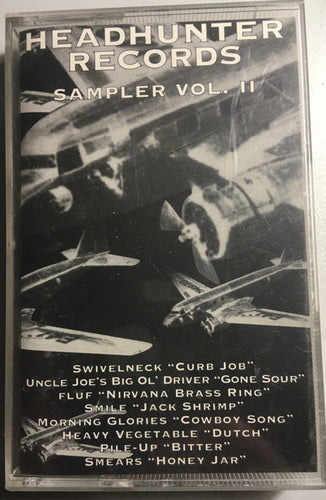 HEADHUNTER
RECORDS
SAMPLER VOL. II
SWIVELNECK "CURB JOB"
UNCLE JOE'S BIG OL' DRIVER "GONE SOUR"
FLUF "NIRVANA BRASS RING"
SMILE "JACK SHRIMP"
MORNING GLORIES "COWBOY SONG"
HEAVY VEGETABLE "DUTCH"
PILE-UP "BITTER"
SMEARS "HONEY JAR"